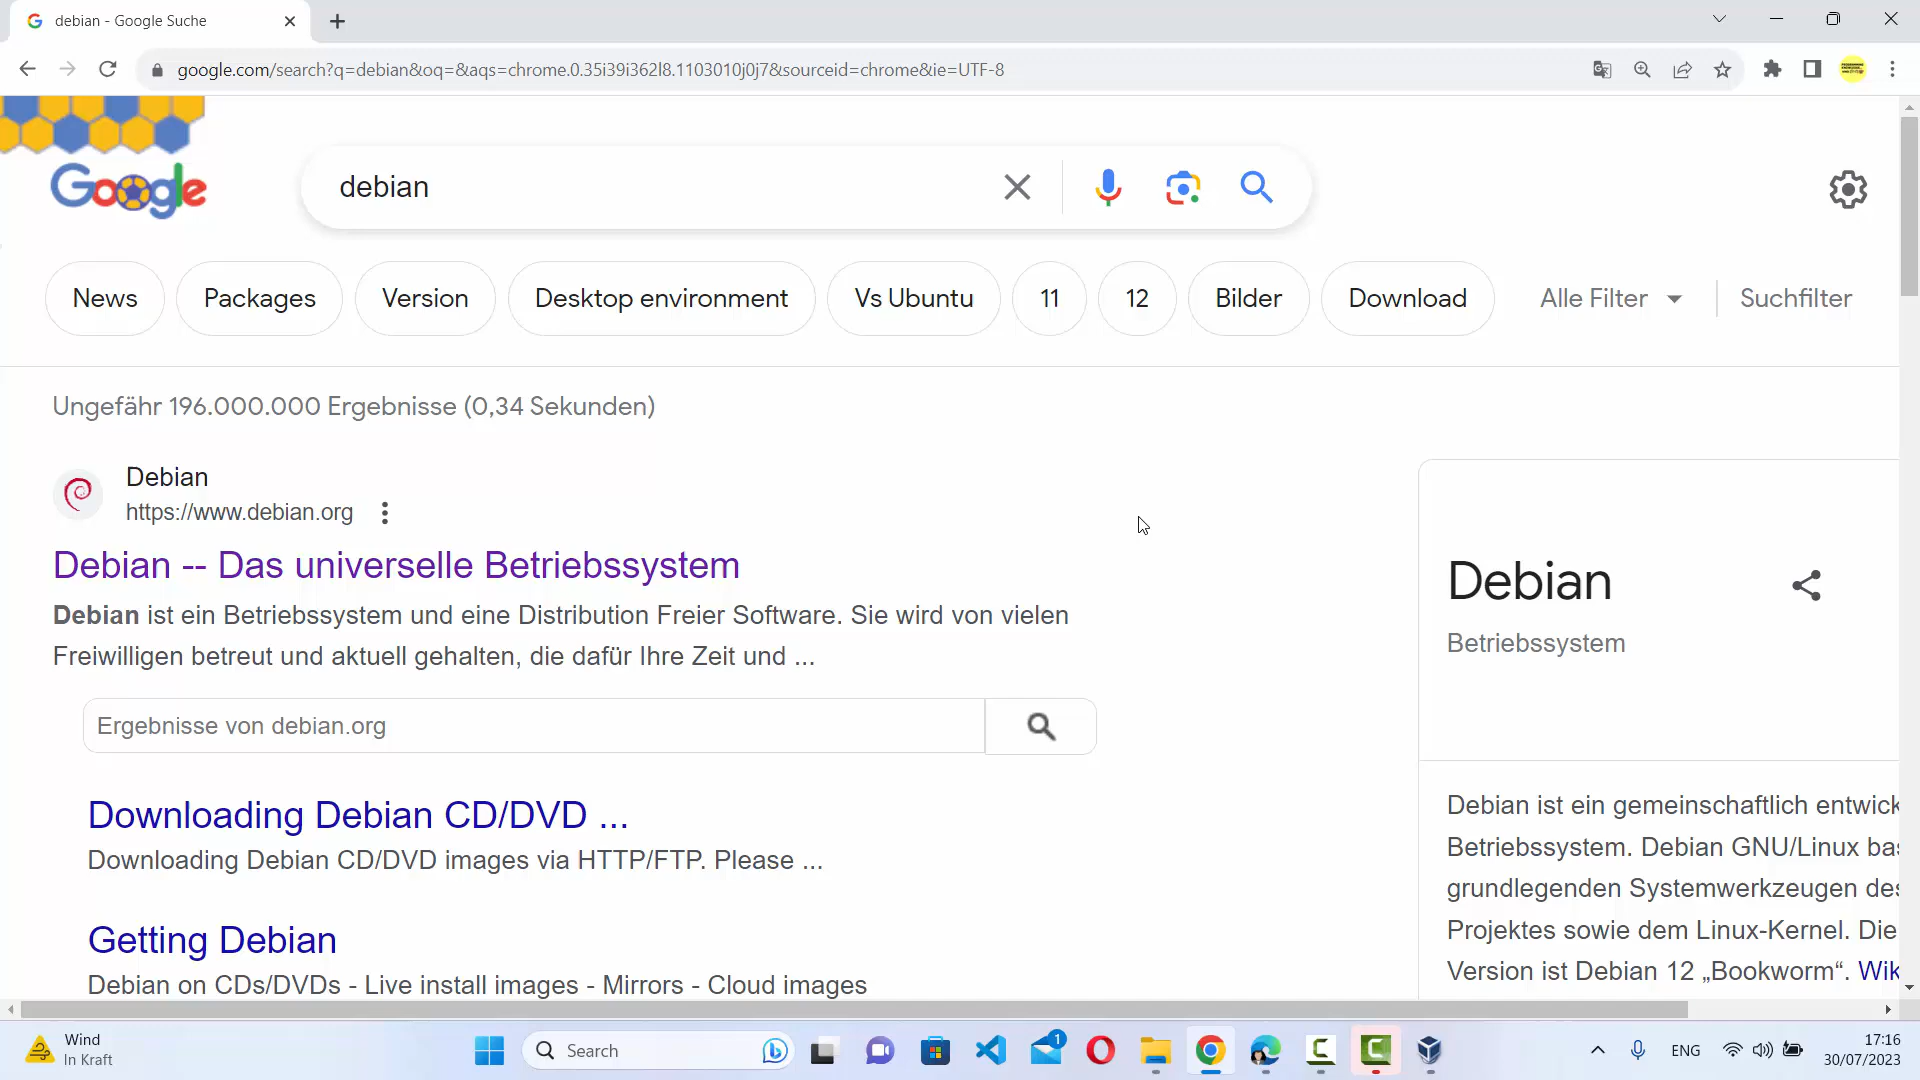 debian - Google Suche
google.com/search?q=debian&oq=&aqs=chrome.0.35i39i362l8.1103010j0j7&sourceid=chrome&ie=UTF-8
Google
debian
News
Packages
Version
Desktop environment
Vs Ubuntu
11
12
Bilder
Download
Alle Filter
Suchfilter
Ungefähr 196.000.000 Ergebnisse (0,34 Sekunden)
Debian
https://www.debian.org
Debian -- Das universelle Betriebssystem
Debian ist ein Betriebssystem und eine Distribution Freier Software. Sie wird von vielen
Freiwilligen betreut und aktuell gehalten, die dafür Ihre Zeit und ...
Ergebnisse von debian.org
Downloading Debian CD/DVD ...
Downloading Debian CD/DVD images via HTTP/FTP. Please ...
Getting Debian
Debian on CDs/DVDs - Live install images - Mirrors - Cloud images
Debian
Betriebssystem
Debian ist ein gemeinschaftlich entwick
Betriebssystem. Debian GNU/Linux bas
grundlegenden Systemwerkzeugen des
Projektes sowie dem Linux-Kernel. Die
Version ist Debian 12 „Bookworm“. Wik
Wind
In Kraft
Search
1
ENG
17:16
30/07/2023